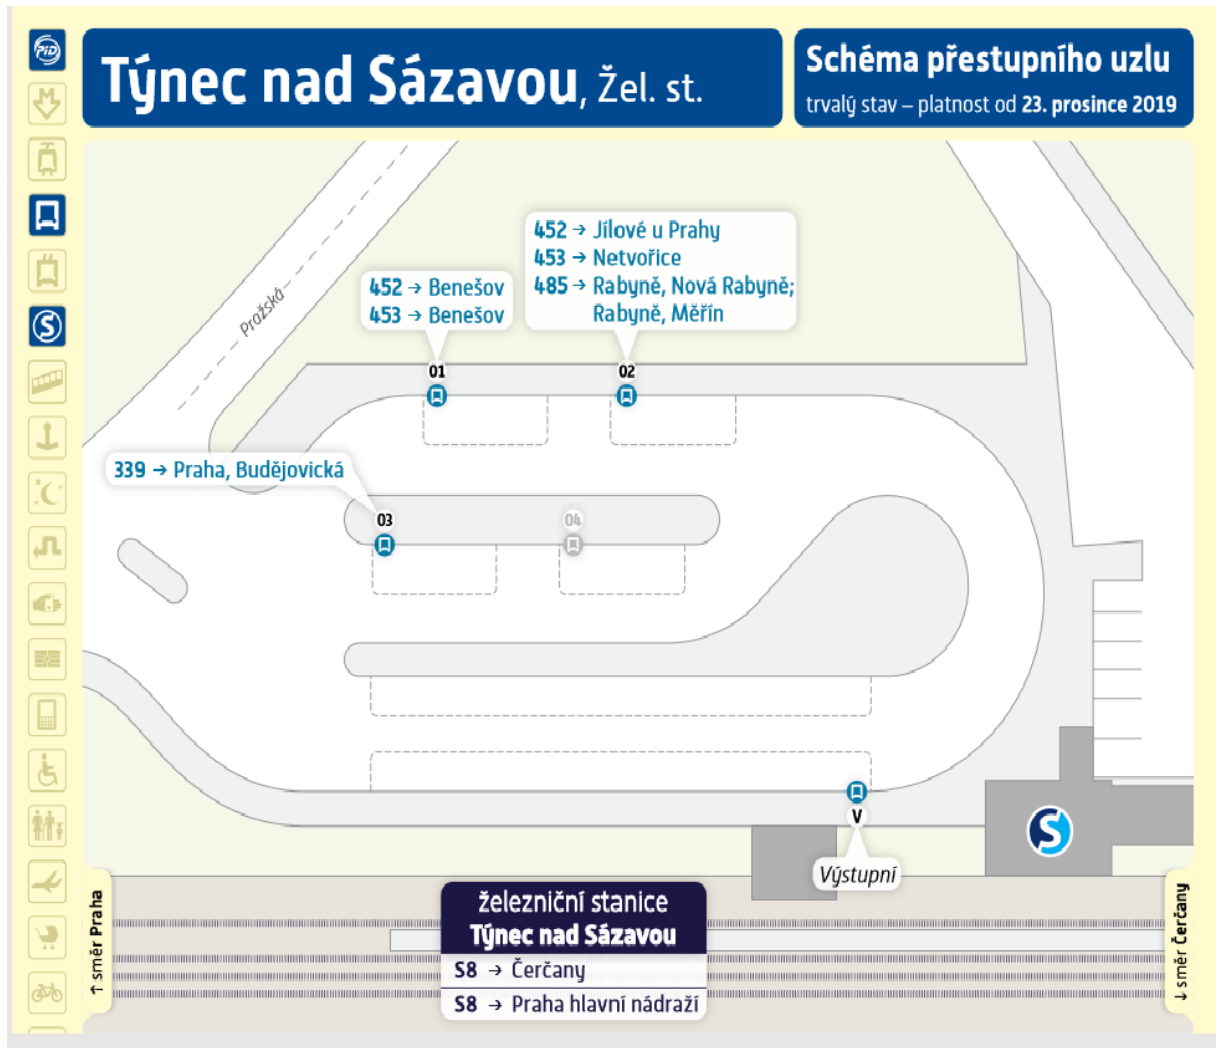 PID
Týnec nad Sázavou, Žel. st.
Schéma přestupního uzlu
trvalý stav – platnost od 23. prosince 2019
M
S
Pražská
452 → Benešov
453 → Benešov
452 → Jílové u Prahy
453 → Netvořice
485 → Rabyně, Nová Rabyně;
Rabyně, Měřín
01
02
339 → Praha, Budějovická
03
04
V
Výstupní
S
↑ směr Praha
železniční stanice
Týnec nad Sázavou
S8 → Čerčany
S8 → Praha hlavní nádraží
↓ směr Čerčany